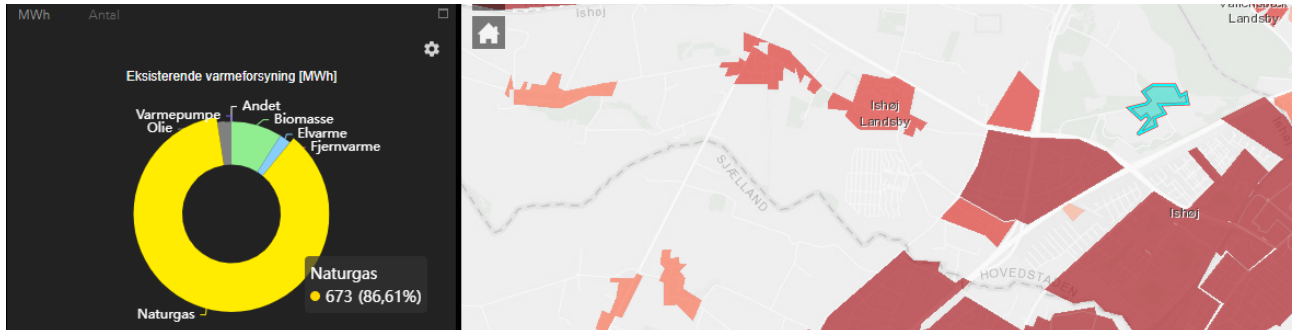 MWh Antal
Eksisterende varmeforsyning [MWh]
Andet
Varmepumpe
Biomasse
Olie
Elvarme
Fjernvarme
Naturgas
673 (86,61%)
Naturgas
Ishøj
Landsby
Ishøj
Landsby
SJÆLLAND
Ishøj
HOVEDSTADEN